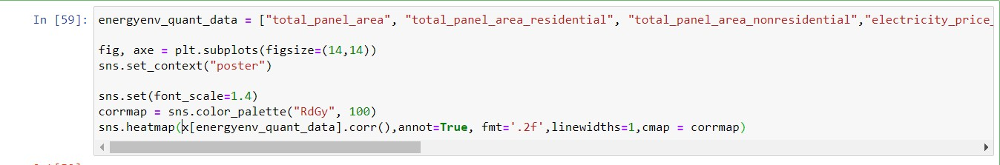 In [59]: energyenv_quant_data = ["total_panel_area", "total_panel_area_residential", "total_panel_area_nonresidential","electricity_price_
fig, axe = plt.subplots(figsize=(14,14))
sns.set_context("poster")
sns.set(font_scale=1.4)
corrmap = sns.color_palette("RdGy", 100)
sns.heatmap(x[energyenv_quant_data].corr(),annot=True, fmt='.2f',linewidths=1,cmap = corrmap)